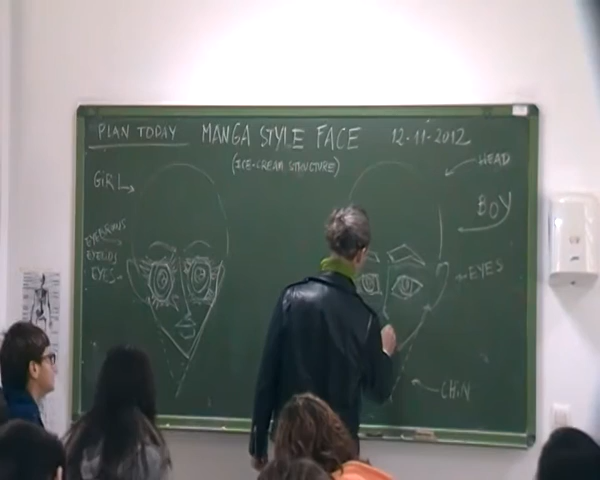 PLAN TODAY MANGA STYLE FACE 12-11-2012
(ICE-CREAM STRUCTURE)
GIRL
HEAD
BOY
EYEBROWS
EYELIDS
EYES
EYES
CHIN